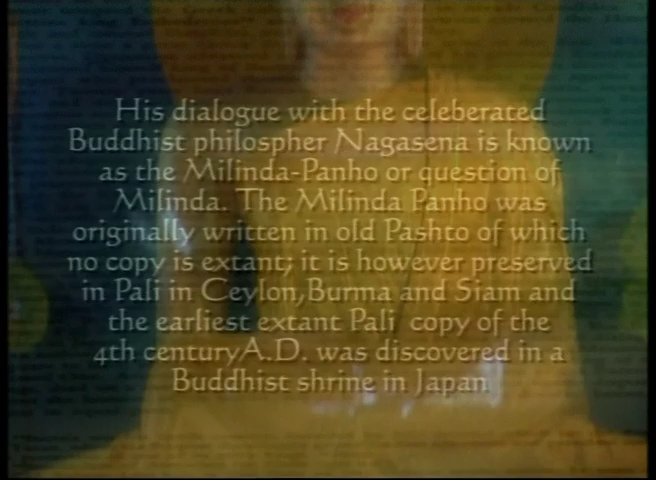 His dialogue with the celeberated
Buddhist philospher Nagasena is known
as the Milinda-Panho or question of
Milinda. The Milinda Panho was
originally written in old Pashto of which
no copy is extant; it is however preserved
in Pali in Ceylon,Burma and Siam and
the earliest extant Pali copy of the
4th centuryA.D. was discovered in a
Buddhist shrine in Japan